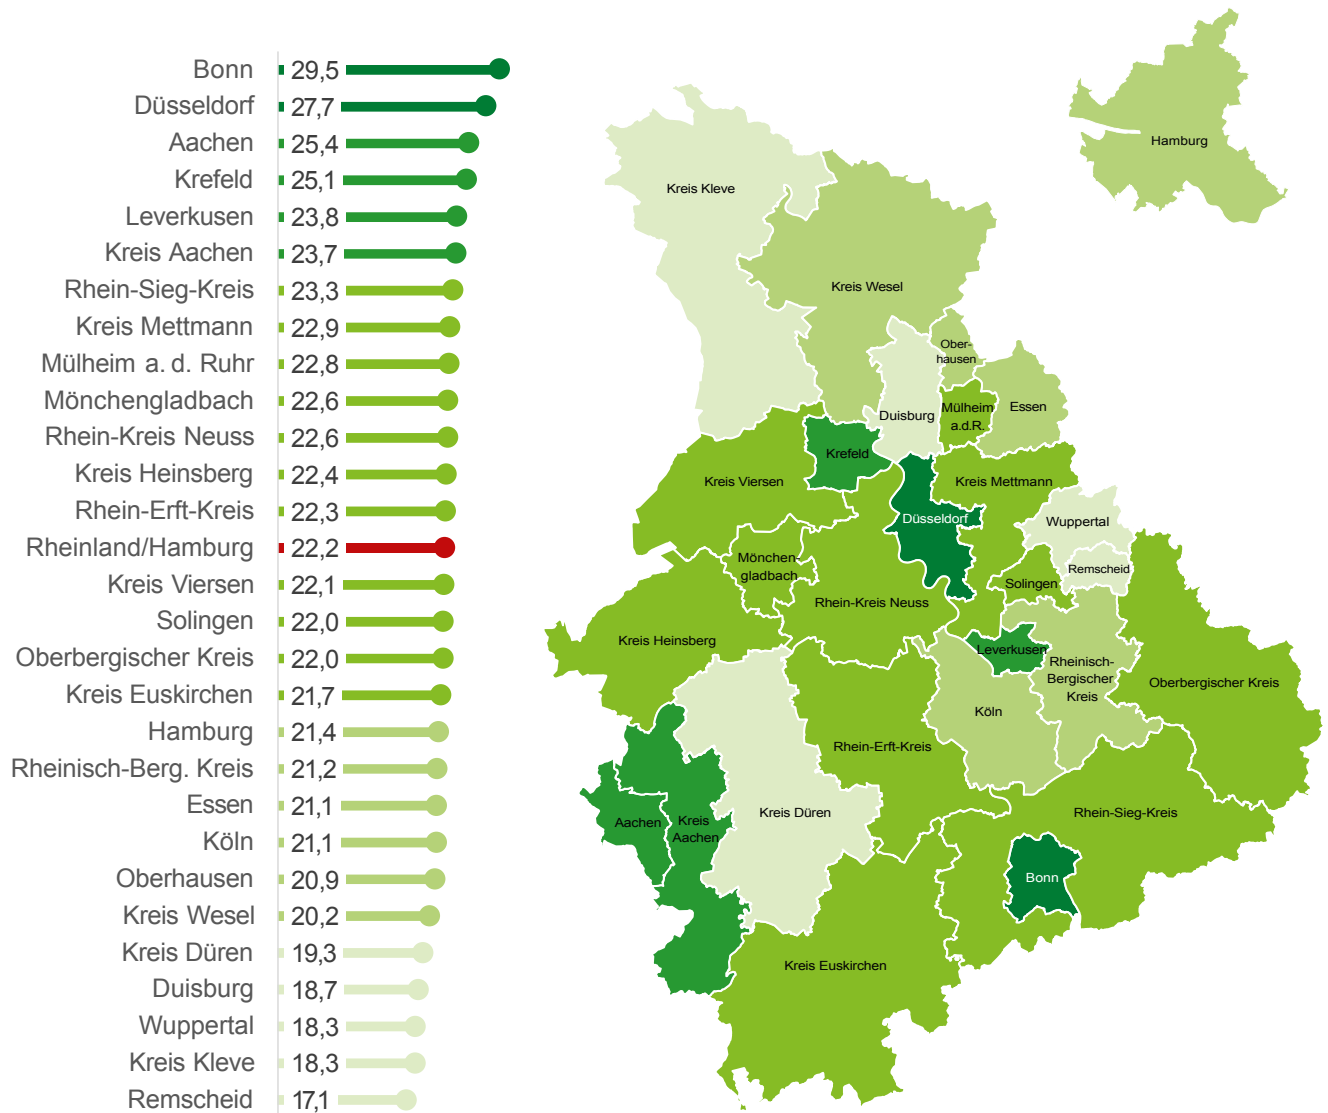 Bonn 29,5
Düsseldorf 27,7
Aachen 25,4
Krefeld 25,1
Leverkusen 23,8
Kreis Aachen 23,7
Rhein-Sieg-Kreis 23,3
Kreis Mettmann 22,9
Mülheim a. d. Ruhr 22,8
Mönchengladbach 22,6
Rhein-Kreis Neuss 22,6
Kreis Heinsberg 22,4
Rhein-Erft-Kreis 22,3
Rheinland/Hamburg 22,2
Kreis Viersen 22,1
Solingen 22,0
Oberbergischer Kreis 22,0
Kreis Euskirchen 21,7
Hamburg 21,4
Rheinisch-Berg. Kreis 21,2
Essen 21,1
Köln 21,1
Oberhausen 20,9
Kreis Wesel 20,2
Kreis Düren 19,3
Duisburg 18,7
Wuppertal 18,3
Kreis Kleve 18,3
Remscheid 17,1
Hamburg
Kreis Kleve
Kreis Wesel
Ober-
hausen
Duisburg
Mülheim
a.d.R.
Essen
Krefeld
Kreis Viersen
Kreis Mettmann
Düsseldorf
Wuppertal
Mönchen-
gladbach
Remscheid
Solingen
Rhein-Kreis Neuss
Kreis Heinsberg
Leverkusen
Rheinisch-
Bergischer
Kreis
Oberbergischer Kreis
Köln
Rhein-Erft-Kreis
Kreis Düren
Rhein-Sieg-Kreis
Aachen
Kreis
Aachen
Bonn
Kreis Euskirchen